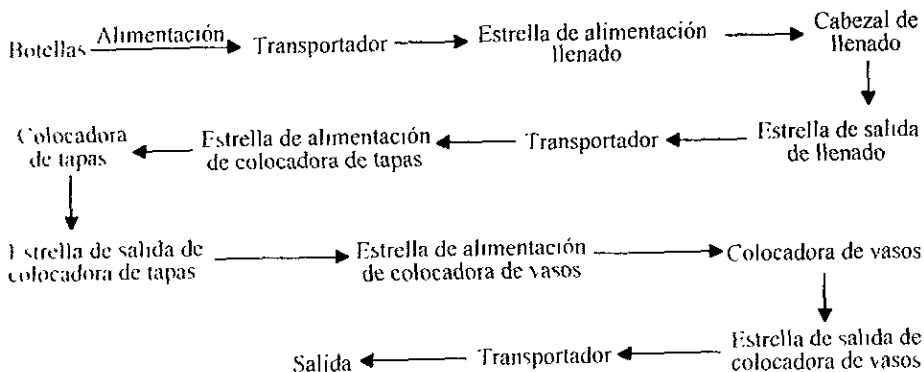 Botellas
Alimentación
Transportador
Estrella de alimentación
llenado
Cabezal de
llenado
Estrella de salida
de llenado
Transportador
Estrella de alimentación
de colocadora de tapas
Colocadora
de tapas
Estrella de salida de
colocadora de tapas
Estrella de alimentación
de colocadora de vasos
Colocadora de vasos
Estrella de salida de
colocadora de vasos
Transportador
Salida